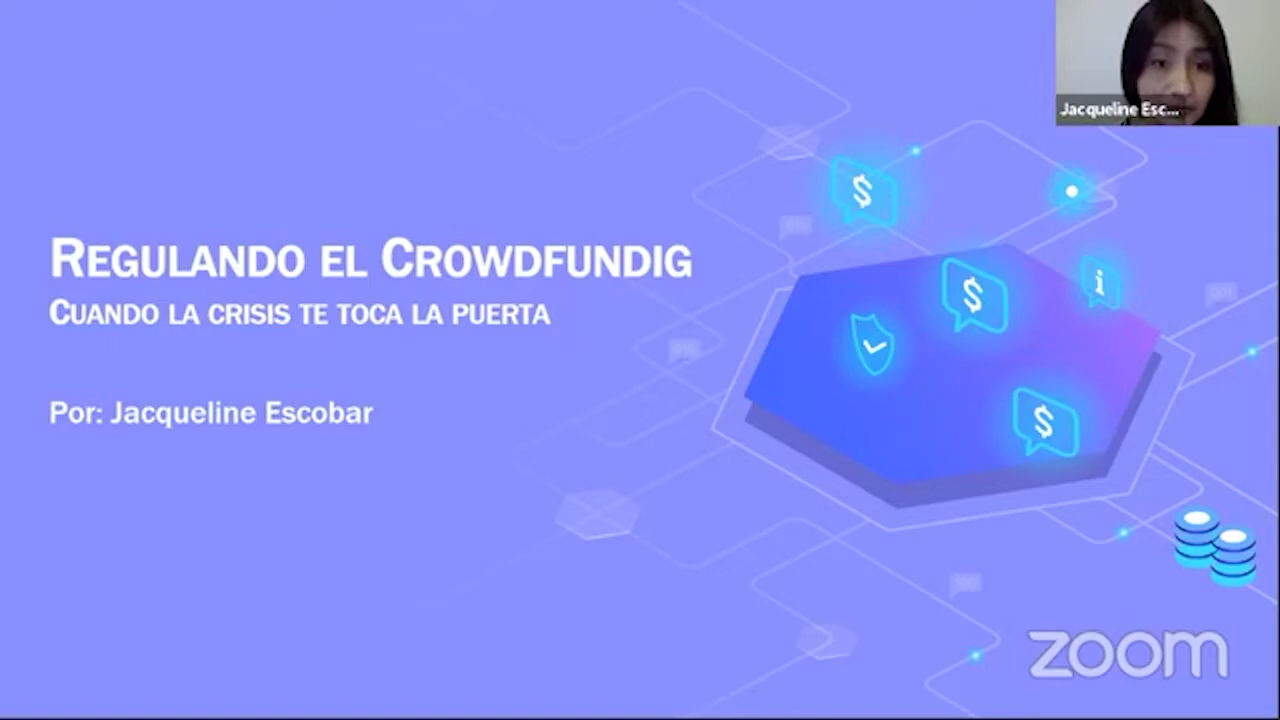 Jacqueline Esc...
REGULANDO EL CROWDFUNDIG
CUANDO LA CRISIS TE TOCA LA PUERTA
Por: Jacqueline Escobar
$
$
i
$
zoom